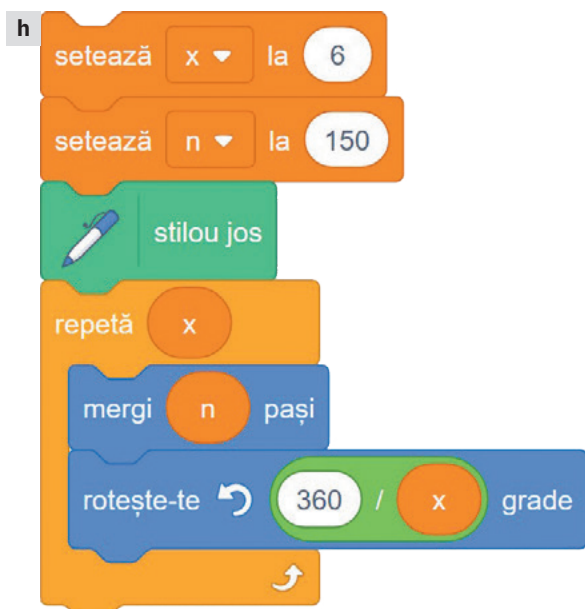 h
setează x la 6
setează n la 150
stilou jos
repetă x
mergi n pași
rotește-te 360 / x grade